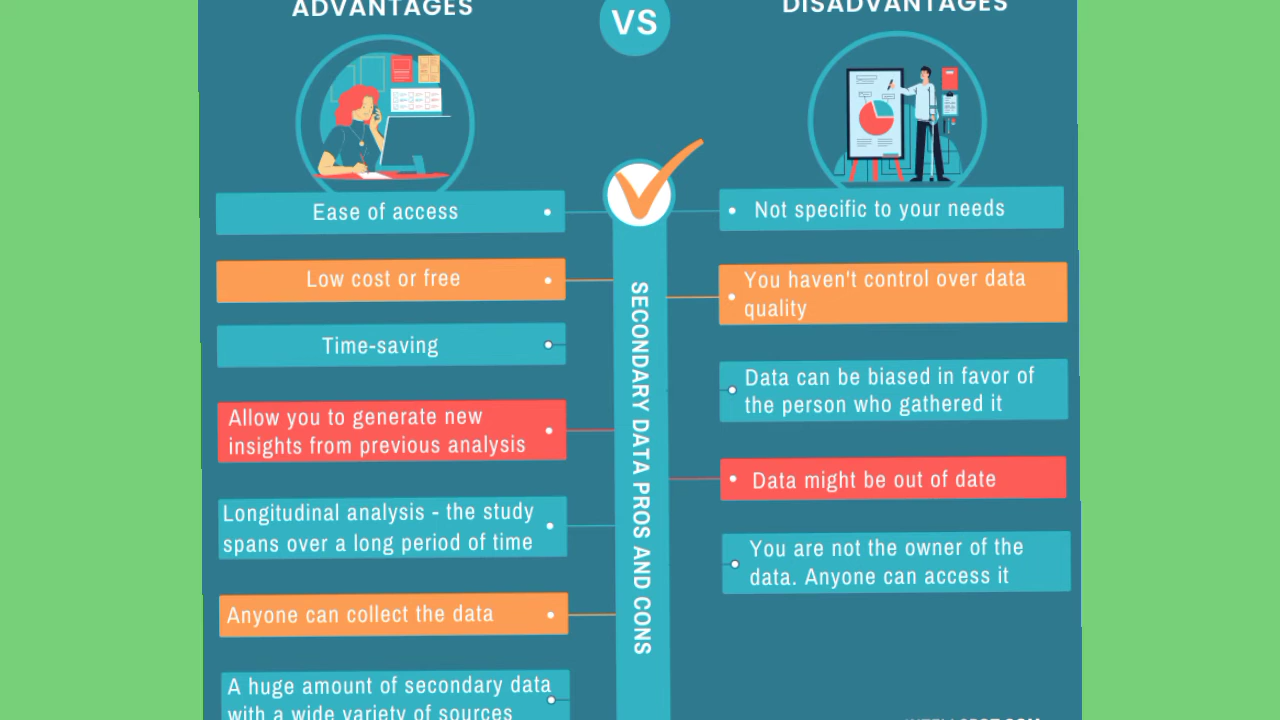 ADVANTAGES
VS
DISADVANTAGES
Ease of access
Low cost or free
Time-saving
Allow you to generate new
insights from previous analysis
Longitudinal analysis - the study
spans over a long period of time
Anyone can collect the data
A huge amount of secondary data
with a wide variety of sources
SECONDARY DATA PROS AND CONS
Not specific to your needs
You haven't control over data
quality
Data can be biased in favor of
the person who gathered it
Data might be out of date
You are not the owner of the
data. Anyone can access it